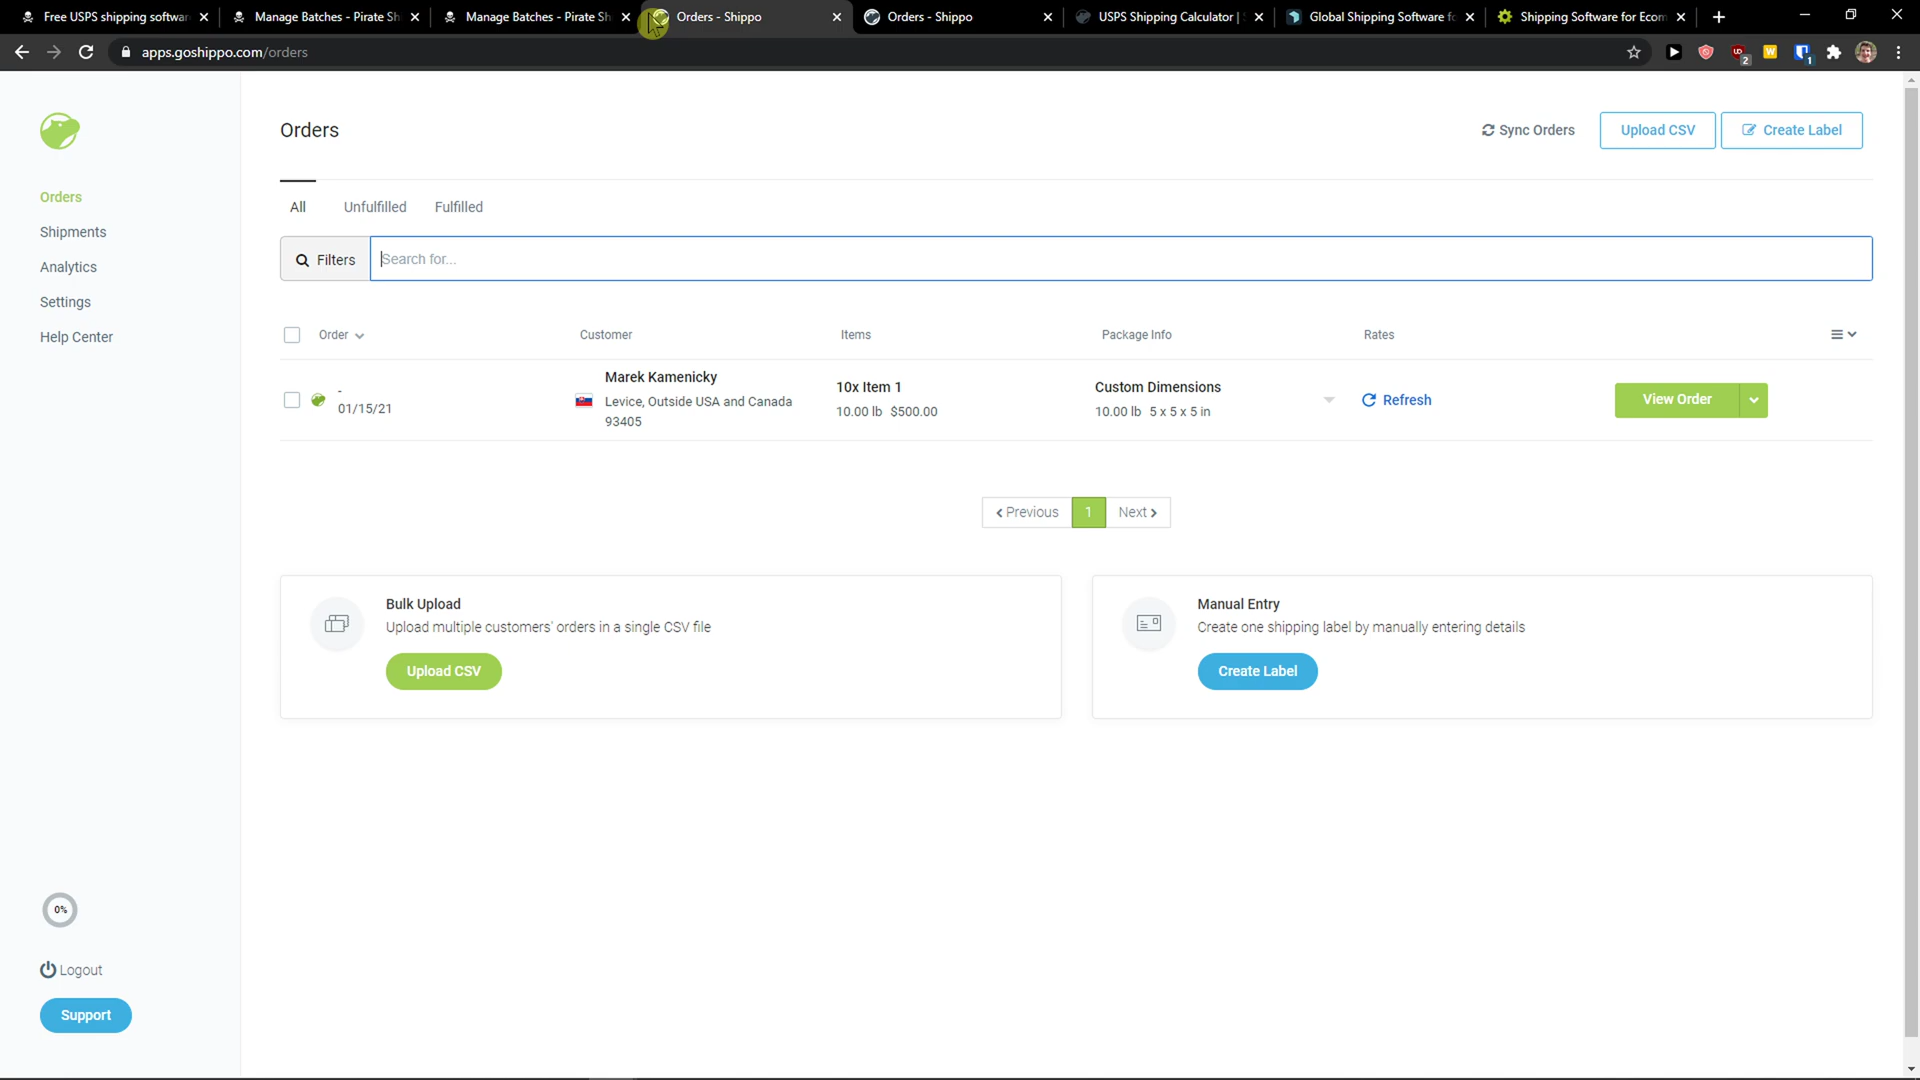 Free USPS shipping softwar
Manage Batches - Pirate Sh
Manage Batches - Pirate Sh
Orders - Shippo
Orders - Shippo
USPS Shipping Calculator |
Global Shipping Software fo
Shipping Software for Ecom
apps.goshippo.com/orders
2
W
1
Orders
Sync Orders
Upload CSV
Create Label
Orders
Shipments
Analytics
Settings
Help Center
All
Unfulfilled
Fulfilled
Filters
Search for...
Order
Customer
Items
Package Info
Rates
-
01/15/21
Marek Kamenicky
Levice, Outside USA and Canada
93405
10x Item 1
10.00 lb $500.00
Custom Dimensions
10.00 lb 5 x 5 x 5 in
Refresh
View Order
Previous
1
Next
Bulk Upload
Upload multiple customers' orders in a single CSV file
Upload CSV
Manual Entry
Create one shipping label by manually entering details
Create Label
0%
Logout
Support